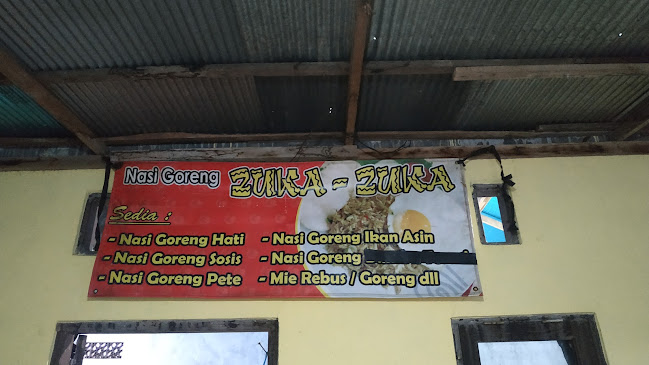 Nasi Goreng ZUKA - ZUKA
Sedia :
- Nasi Goreng Hati
- Nasi Goreng Sosis
- Nasi Goreng Pete
- Nasi Goreng Ikan Asin
- Nasi Goreng
- Mie Rebus / Goreng dll